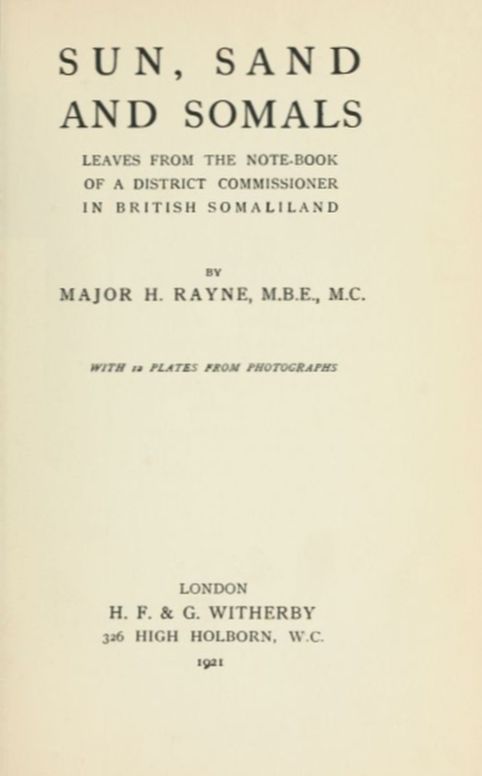 SUN, SAND
AND SOMALS
LEAVES FROM THE NOTE-BOOK
OF A DISTRICT COMMISSIONER
IN BRITISH SOMALILAND
BY
MAJOR H. RAYNE, M.B.E., M.C.
WITH 12 PLATES FROM PHOTOGRAPHS
LONDON
H. F. & G. WITHERBY
326 HIGH HOLBORN, W.C.
1921